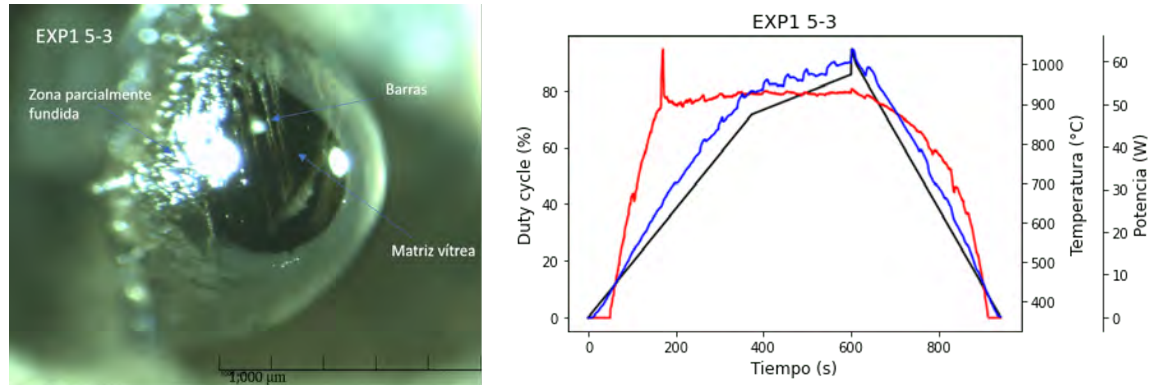 EXP1 5-3
Zona parcialmente
fundida
Barras
Matriz vítrea
1,000 µm
EXP1 5-3
Duty cycle (%)
80
60
40
20
0
0
200
400
600
800
Tiempo (s)
1000
900
800
700
600
500
400
Temperatura (°C)
60
50
40
30
20
10
0
Potencia (W)